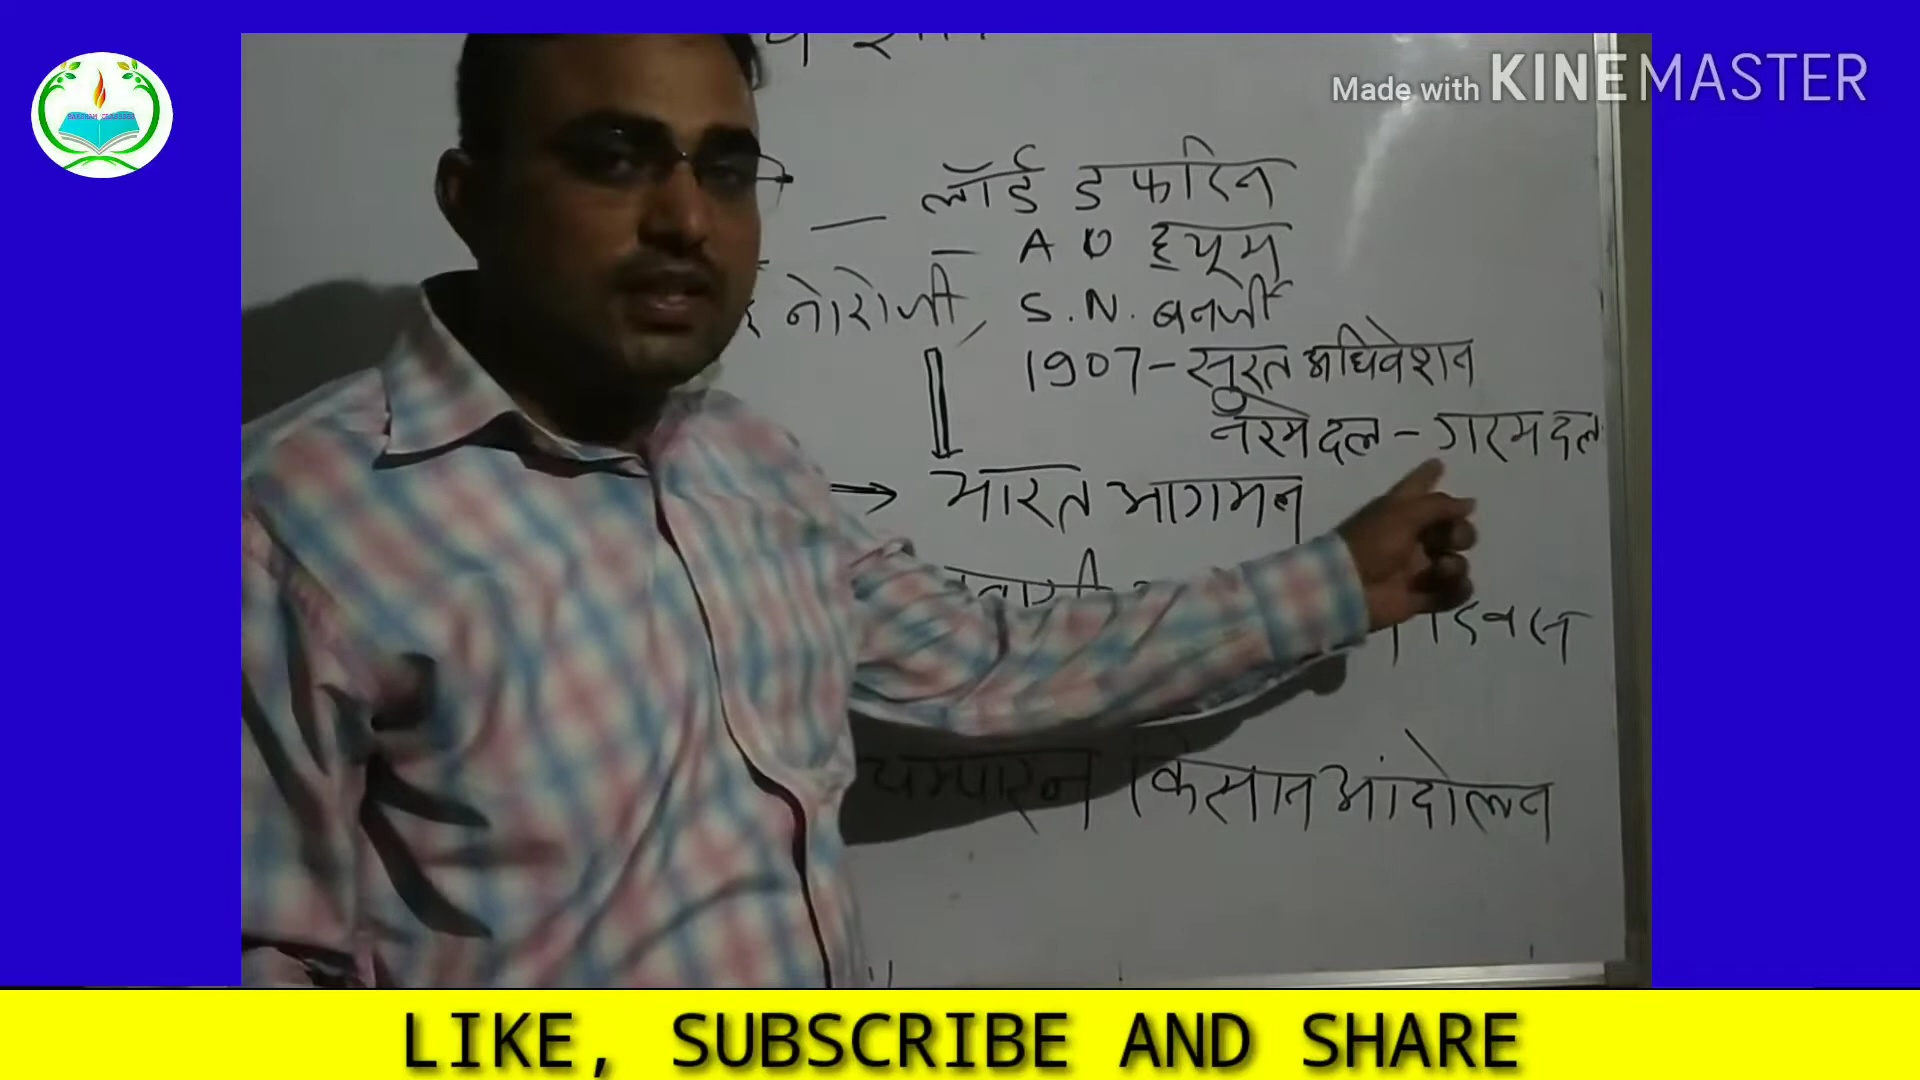 Made with KINEMASTER
लॉर्ड डफरिन
A O ह्यूम
नोरोजी, S.N. बनर्जी
1907 - सुरत अधिवेशन
नरमदल - गरमदल
→ भारत आगमन
चम्पारन किसान आंदोलन
LIKE, SUBSCRIBE AND SHARE